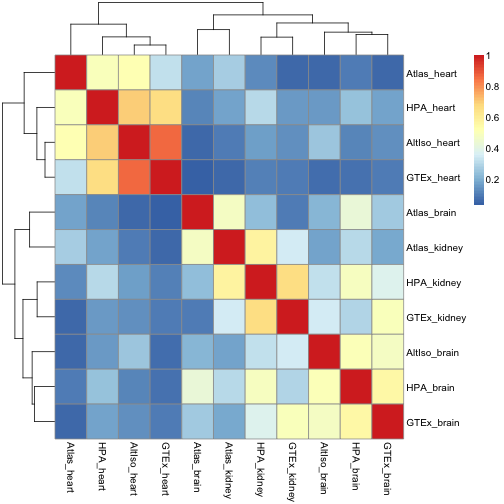 1
0.8
0.6
0.4
0.2
Atlas_heart
HPA_heart
AltIso_heart
GTEx_heart
Atlas_brain
Atlas_kidney
HPA_kidney
GTEx_kidney
AltIso_brain
HPA_brain
GTEx_brain
Atlas_heart
HPA_heart
AltIso_heart
GTEx_heart
Atlas_brain
Atlas_kidney
HPA_kidney
GTEx_kidney
AltIso_brain
HPA_brain
GTEx_brain